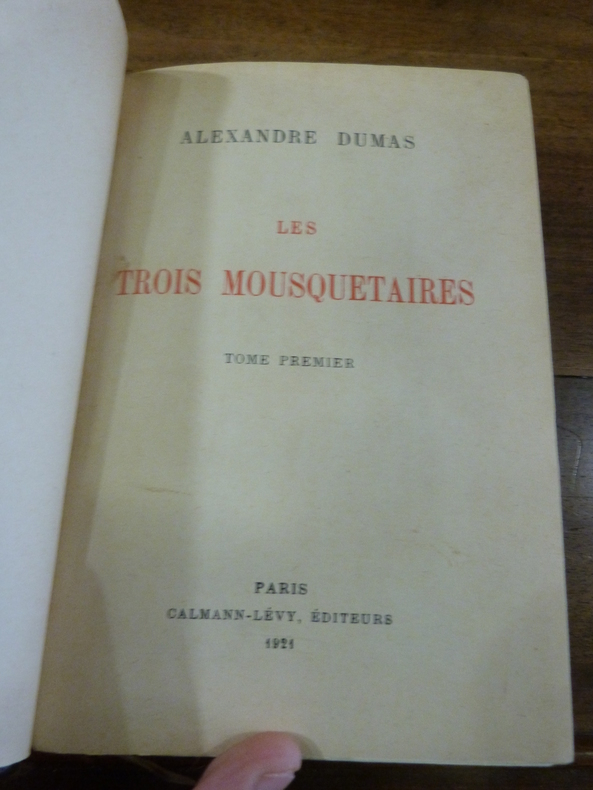 ALEXANDRE DUMAS
LES
TROIS MOUSQUETAIRES
TOME PREMIER
PARIS
CALMANN-LÉVY, ÉDITEURS
1921